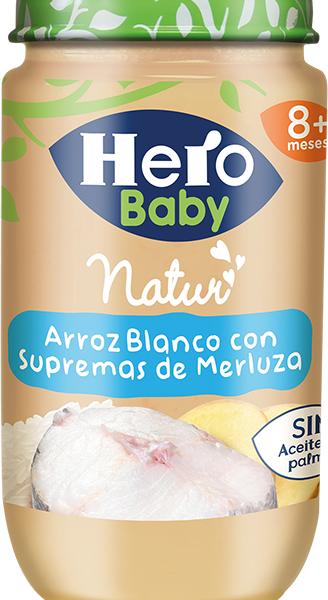 8+
meses
Hero
Baby
Natur
Arroz Blanco con
Supremas de Merluza
SIN
Aceite
palm